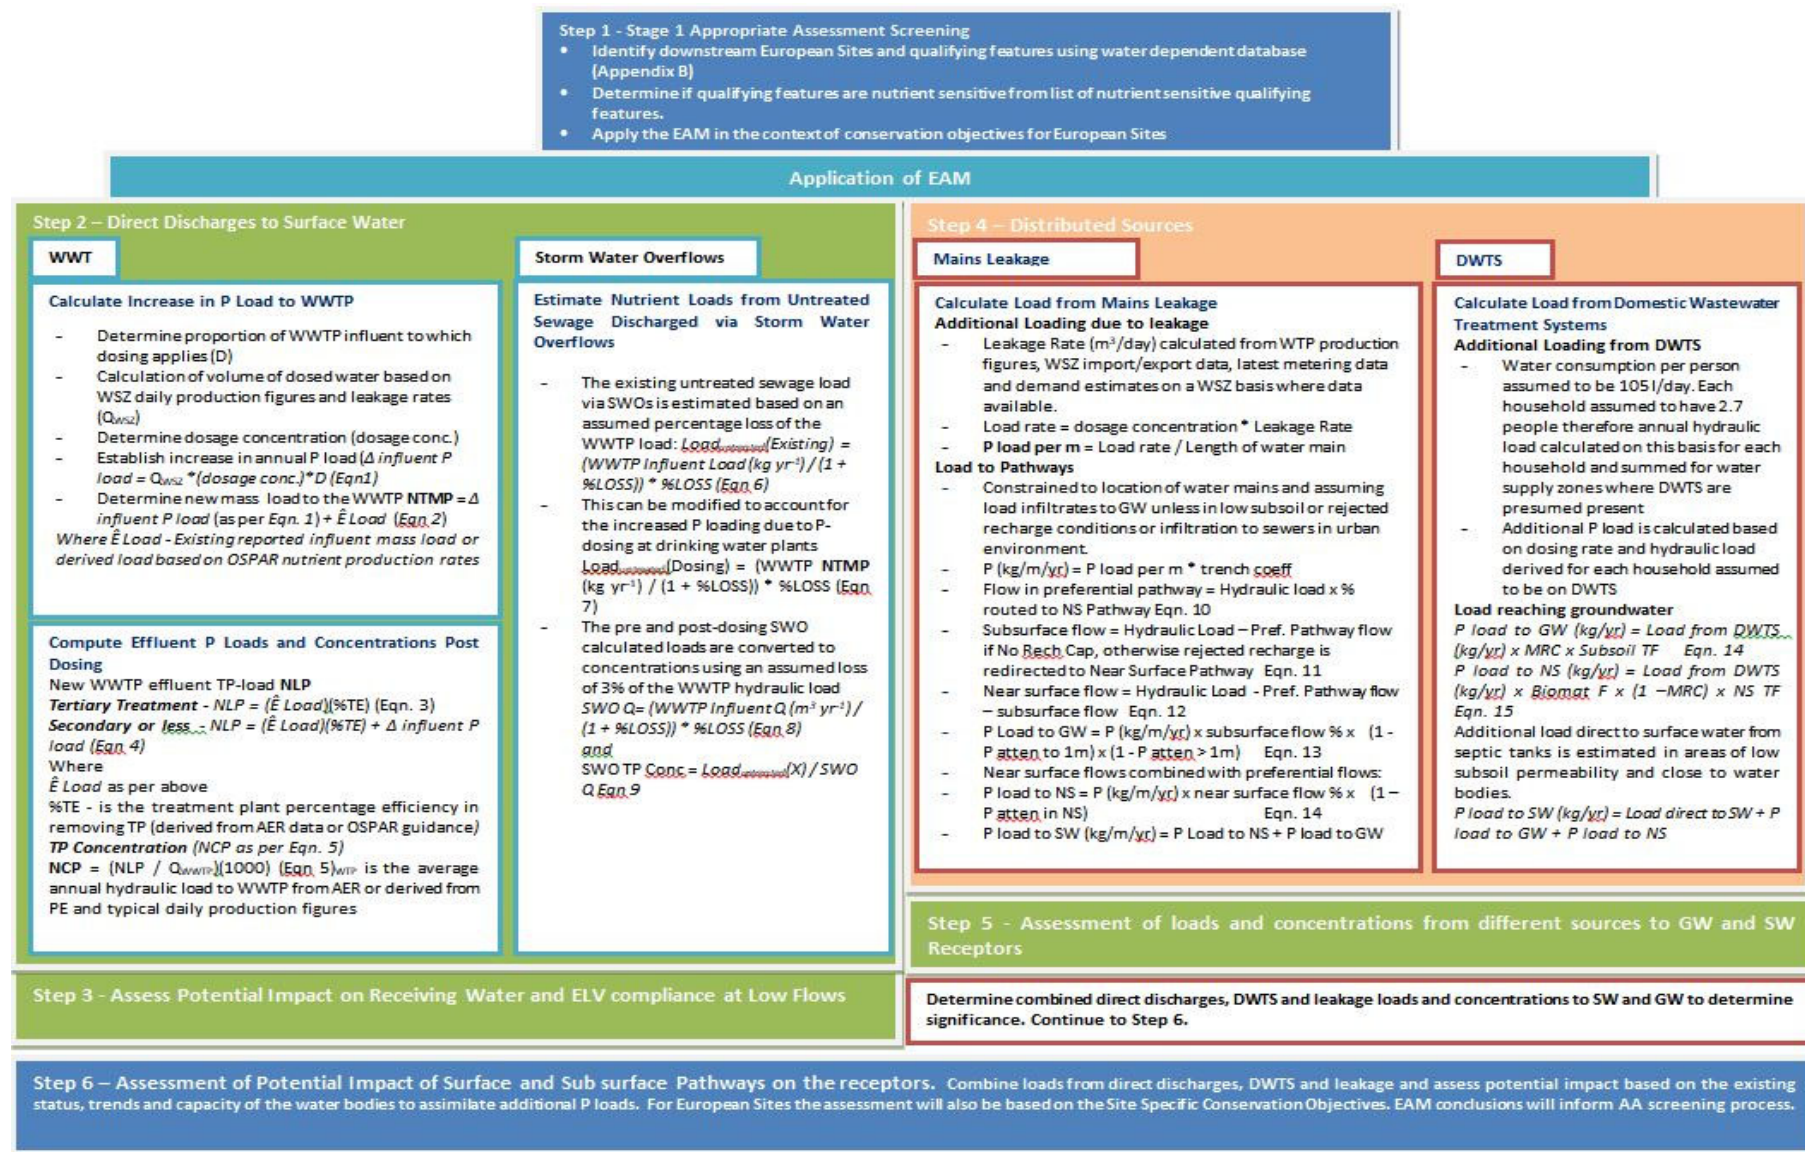 Step 1 - Stage 1 Appropriate Assessment Screening
• Identify downstream European Sites and qualifying features using water dependent database
(Appendix B)
• Determine if qualifying features are nutrient sensitive from list of nutrient sensitive qualifying
features.
• Apply the EAM in the context of conservation objectives for European Sites
Application of EAM
Step 2 – Direct Discharges to Surface Water
WWT
Calculate Increase in P Load to WWTP
- Determine proportion of WWTP influent to which
dosing applies (D)
- Calculation of volume of dosed water based on
WSZ daily production figures and leakage rates
(Q_WSZ)
- Determine dosage concentration (dosage conc.)
- Establish increase in annual P load (Δ influent P
load = Q_WSZ *(dosage conc.)*D (Eqn1)
- Determine new mass load to the WWTP NTMP = Δ
influent P load (as per Eqn. 1) + Ê Load (Eqn 2)
Where Ê Load - Existing reported influent mass load or
derived load based on OSPAR nutrient production rates
Compute Effluent P Loads and Concentrations Post
Dosing
New WWTP effluent TP-load NLP
Tertiary Treatment - NLP = (Ê Load)(%TE) (Eqn. 3)
Secondary or less - NLP = (Ê Load)(%TE) + Δ influent P
load (Eqn 4)
Where
Ê Load as per above
%TE - is the treatment plant percentage efficiency in
removing TP (derived from AER data or OSPAR guidance)
TP Concentration (NCP as per Eqn. 5)
NCP = (NLP / Q_WWTP)(1000) (Eqn 5)_WTP is the average
annual hydraulic load to WWTP from AER or derived from
PE and typical daily production figures
Storm Water Overflows
Estimate Nutrient Loads from Untreated
Sewage Discharged via Storm Water
Overflows
- The existing untreated sewage load
via SWOs is estimated based on an
assumed percentage loss of the
WWTP load: Load_untreated(Existing) =
(WWTP Influent Load (kg yr⁻¹) / (1 +
%LOSS)) * %LOSS (Eqn 6)
- This can be modified to account for
the increased P loading due to P-
dosing at drinking water plants
Load_untreated(Dosing) = (WWTP NTMP
(kg yr⁻¹) / (1 + %LOSS)) * %LOSS (Eqn
7)
- The pre and post-dosing SWO
calculated loads are converted to
concentrations using an assumed loss
of 3% of the WWTP hydraulic load
SWO Q= (WWTP Influent Q (m³ yr⁻¹) /
(1 + %LOSS)) * %LOSS (Eqn 8)
and
SWO TP Conc = Load_untreated(X) / SWO
Q Eqn 9
Step 3 - Assess Potential Impact on Receiving Water and ELV compliance at Low Flows
Step 4 – Distributed Sources
Mains Leakage
Calculate Load from Mains Leakage
Additional Loading due to leakage
- Leakage Rate (m³/day) calculated from WTP production
figures, WSZ import/export data, latest metering data
and demand estimates on a WSZ basis where data
available.
- Load rate = dosage concentration * Leakage Rate
- P load per m = Load rate / Length of water main
Load to Pathways
- Constrained to location of water mains and assuming
load infiltrates to GW unless in low subsoil or rejected
recharge conditions or infiltration to sewers in urban
environment.
- P (kg/m/yr) = P load per m * trench coeff
- Flow in preferential pathway = Hydraulic load x %
routed to NS Pathway Eqn. 10
- Subsurface flow = Hydraulic Load – Pref. Pathway flow
if No Rech Cap, otherwise rejected recharge is
redirected to Near Surface Pathway Eqn. 11
- Near surface flow = Hydraulic Load - Pref. Pathway flow
– subsurface flow Eqn. 12
- P Load to GW = P (kg/m/yr) x subsurface flow % x (1 -
P atten to 1m) x (1 - P atten > 1m) Eqn. 13
- Near surface flows combined with preferential flows:
- P load to NS = P (kg/m/yr) x near surface flow % x (1 –
P atten in NS) Eqn. 14
- P load to SW (kg/m/yr) = P Load to NS + P load to GW
DWTS
Calculate Load from Domestic Wastewater
Treatment Systems
Additional Loading from DWTS
- Water consumption per person
assumed to be 105 l/day. Each
household assumed to have 2.7
people therefore annual hydraulic
load calculated on this basis for each
household and summed for water
supply zones where DWTS are
presumed present
- Additional P load is calculated based
on dosing rate and hydraulic load
derived for each household assumed
to be on DWTS
Load reaching groundwater
P load to GW (kg/yr) = Load from DWTS
(kg/yr) x MRC x Subsoil TF Eqn. 14
P load to NS (kg/yr) = Load from DWTS
(kg/yr) x Biomat F x (1 –MRC) x NS TF
Eqn. 15
Additional load direct to surface water from
septic tanks is estimated in areas of low
subsoil permeability and close to water
bodies.
P load to SW (kg/yr) = Load direct to SW + P
load to GW + P load to NS
Step 5 - Assessment of loads and concentrations from different sources to GW and SW
Receptors
Determine combined direct discharges, DWTS and leakage loads and concentrations to SW and GW to determine
significance. Continue to Step 6.
Step 6 – Assessment of Potential Impact of Surface and Sub surface Pathways on the receptors. Combine loads from direct discharges, DWTS and leakage and assess potential impact based on the existing
status, trends and capacity of the water bodies to assimilate additional P loads. For European Sites the assessment will also be based on the Site Specific Conservation Objectives. EAM conclusions will inform AA screening process.